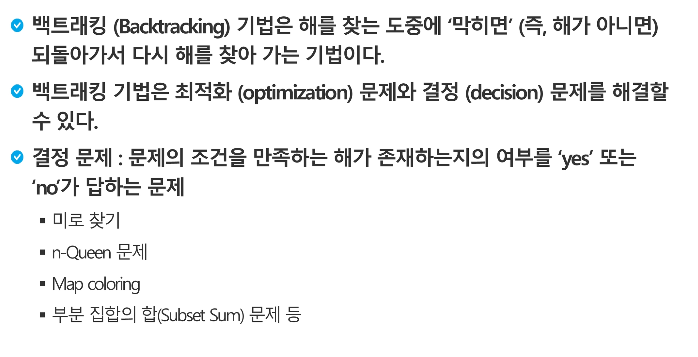 백트래킹 (Backtracking) 기법은 해를 찾는 도중에 ‘막히면’ (즉, 해가 아니면)
되돌아가서 다시 해를 찾아 가는 기법이다.
백트래킹 기법은 최적화 (optimization) 문제와 결정 (decision) 문제를 해결할
수 있다.
결정 문제 : 문제의 조건을 만족하는 해가 존재하는지의 여부를 ‘yes’ 또는
‘no’가 답하는 문제
미로 찾기
n-Queen 문제
Map coloring
부분 집합의 합(Subset Sum) 문제 등